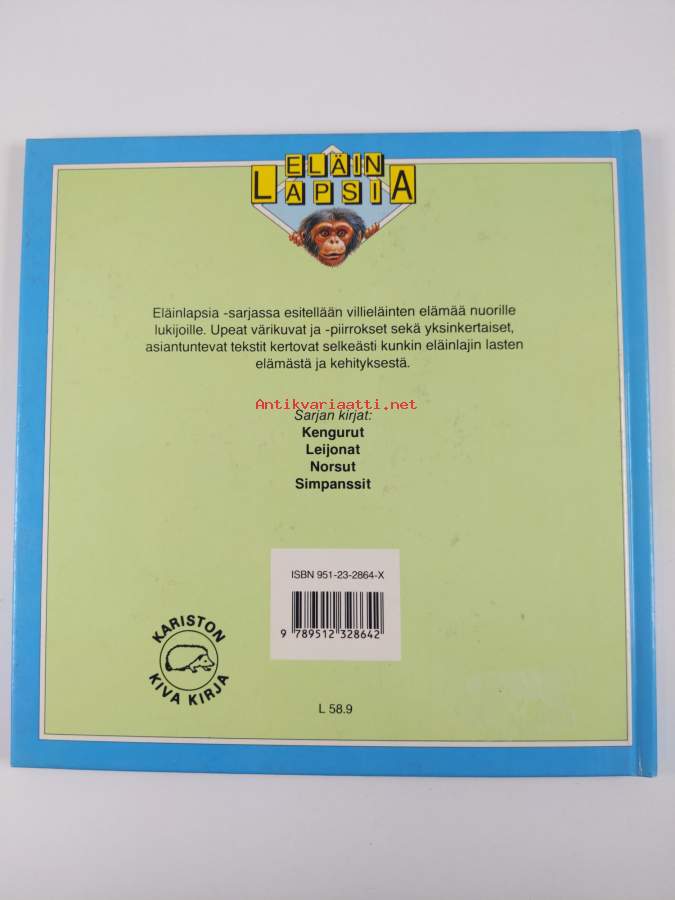 ELÄIN
LAPSIA
Eläinlapsia -sarjassa esitellään villieläinten elämää nuorille
lukijoille. Upeat värikuvat ja -piirrokset sekä yksinkertaiset,
asiantuntevat tekstit kertovat selkeästi kunkin eläinlajin lasten
elämästä ja kehityksestä.
Antikvariaatti.net
Sarjan kirjat:
Kengurut
Leijonat
Norsut
Simpanssit
ISBN 951-23-2864-X
9 789512 328642
KARISTON
KIVA KIRJA
L 58.9